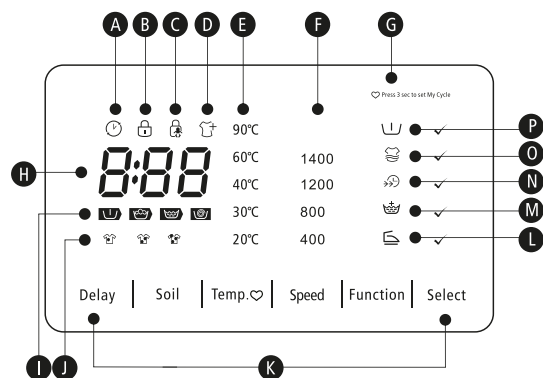 A B C D E F G
♡ Press 3 sec to set My Cycle
90℃
P
H 8:88 60℃ 1400 O
40℃ 1200 N
I 30℃ 800 M
J 20℃ 400 L
Delay Soil Temp.♡ Speed Function Select
K